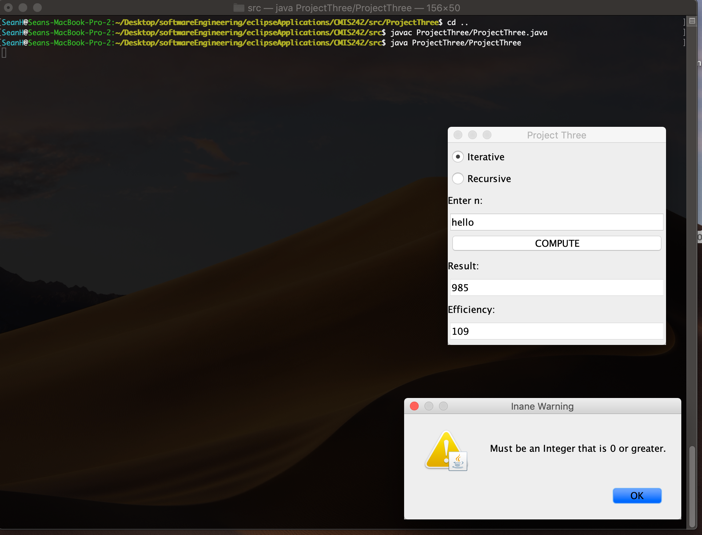 src — java ProjectThree/ProjectThree — 156×50
[SeanH@Seans-MacBook-Pro-2:~/Desktop/softwareEngineering/eclipseApplications/CMIS242/src/ProjectThree$ cd ..
[SeanH@Seans-MacBook-Pro-2:~/Desktop/softwareEngineering/eclipseApplications/CMIS242/src$ javac ProjectThree/ProjectThree.java
[SeanH@Seans-MacBook-Pro-2:~/Desktop/softwareEngineering/eclipseApplications/CMIS242/src$ java ProjectThree/ProjectThree
Project Three
Iterative
Recursive
Enter n:
hello
COMPUTE
Result:
985
Efficiency:
109
Inane Warning
Must be an Integer that is 0 or greater.
OK